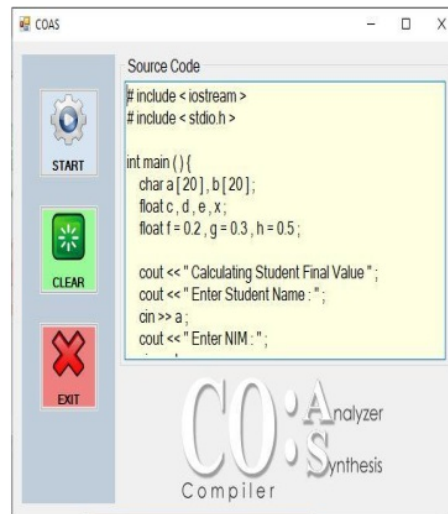 COAS
Source Code
# include < iostream >
# include < stdio.h >
int main ( ) {
char a [ 20 ] , b [ 20 ] ;
float c , d , e , x ;
float f = 0.2 , g = 0.3 , h = 0.5 ;
cout << " Calculating Student Final Value " ;
cout << " Enter Student Name : " ;
cin >> a ;
cout << " Enter NIM : " ;
START
CLEAR
EXIT
CO:Analyzer
Synthesis
Compiler